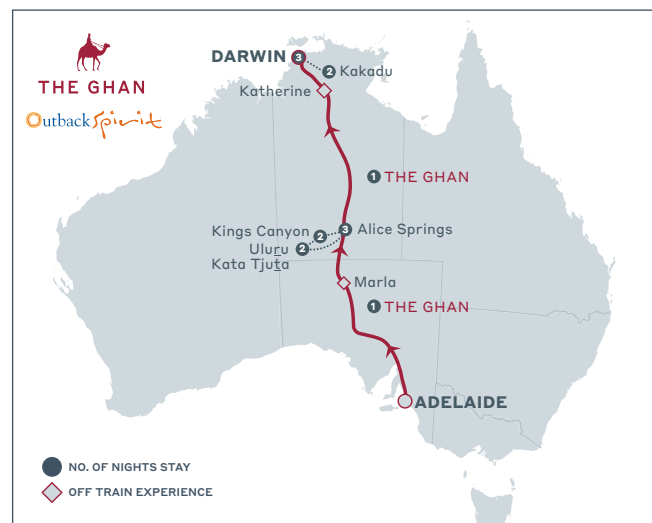 THE GHAN
Outback Spirit
DARWIN 3
2 Kakadu
Katherine
1 THE GHAN
Kings Canyon 2
3 Alice Springs
Uluṟu 2
Kata Tjuṯa
Marla
1 THE GHAN
ADELAIDE
NO. OF NIGHTS STAY
OFF TRAIN EXPERIENCE